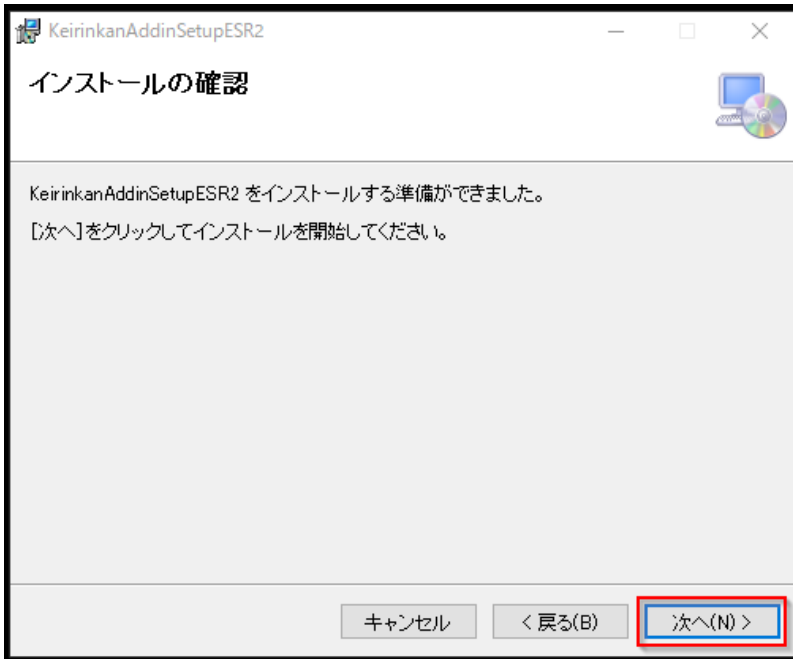 KeirinkanAddinSetupESR2
インストールの確認
KeirinkanAddinSetupESR2 をインストールする準備ができました。
[次へ]をクリックしてインストールを開始してください。
キャンセル
< 戻る(B)
次へ(N) >